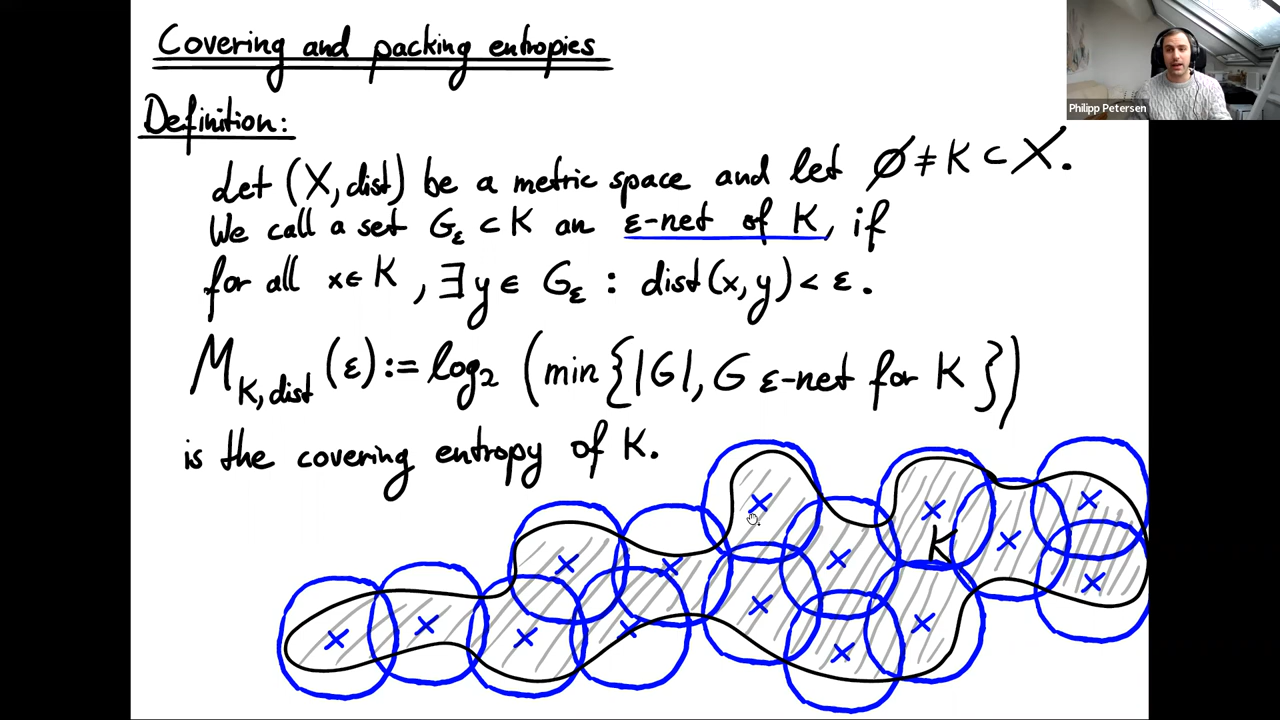 Covering and packing entropies
Philipp Petersen
Definition:
Let (X, dist) be a metric space and let ∅ ≠ K ⊂ X.
We call a set G_ε ⊂ K an ε-net of K, if
for all x ∈ K, ∃ y ∈ G_ε : dist(x, y) < ε.
M_{K, dist} (ε) := log_2 (min {|G|, G ε-net for K })
is the covering entropy of K.
K